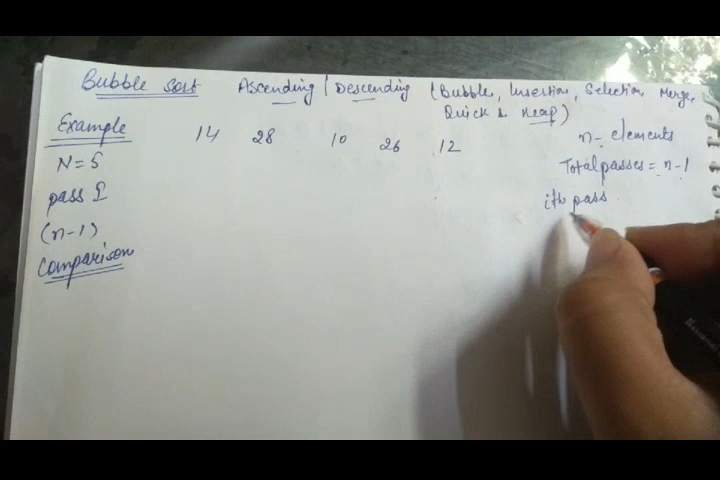 Bubble sort Ascending / Descending (Bubble, Insertion, Selection, Merge,
Quick & Heap)
Example 14 28 10 26 12 n- elements
N = 5 Total passes = n-1
pass 1 ith pass
(n-1)
Comparison